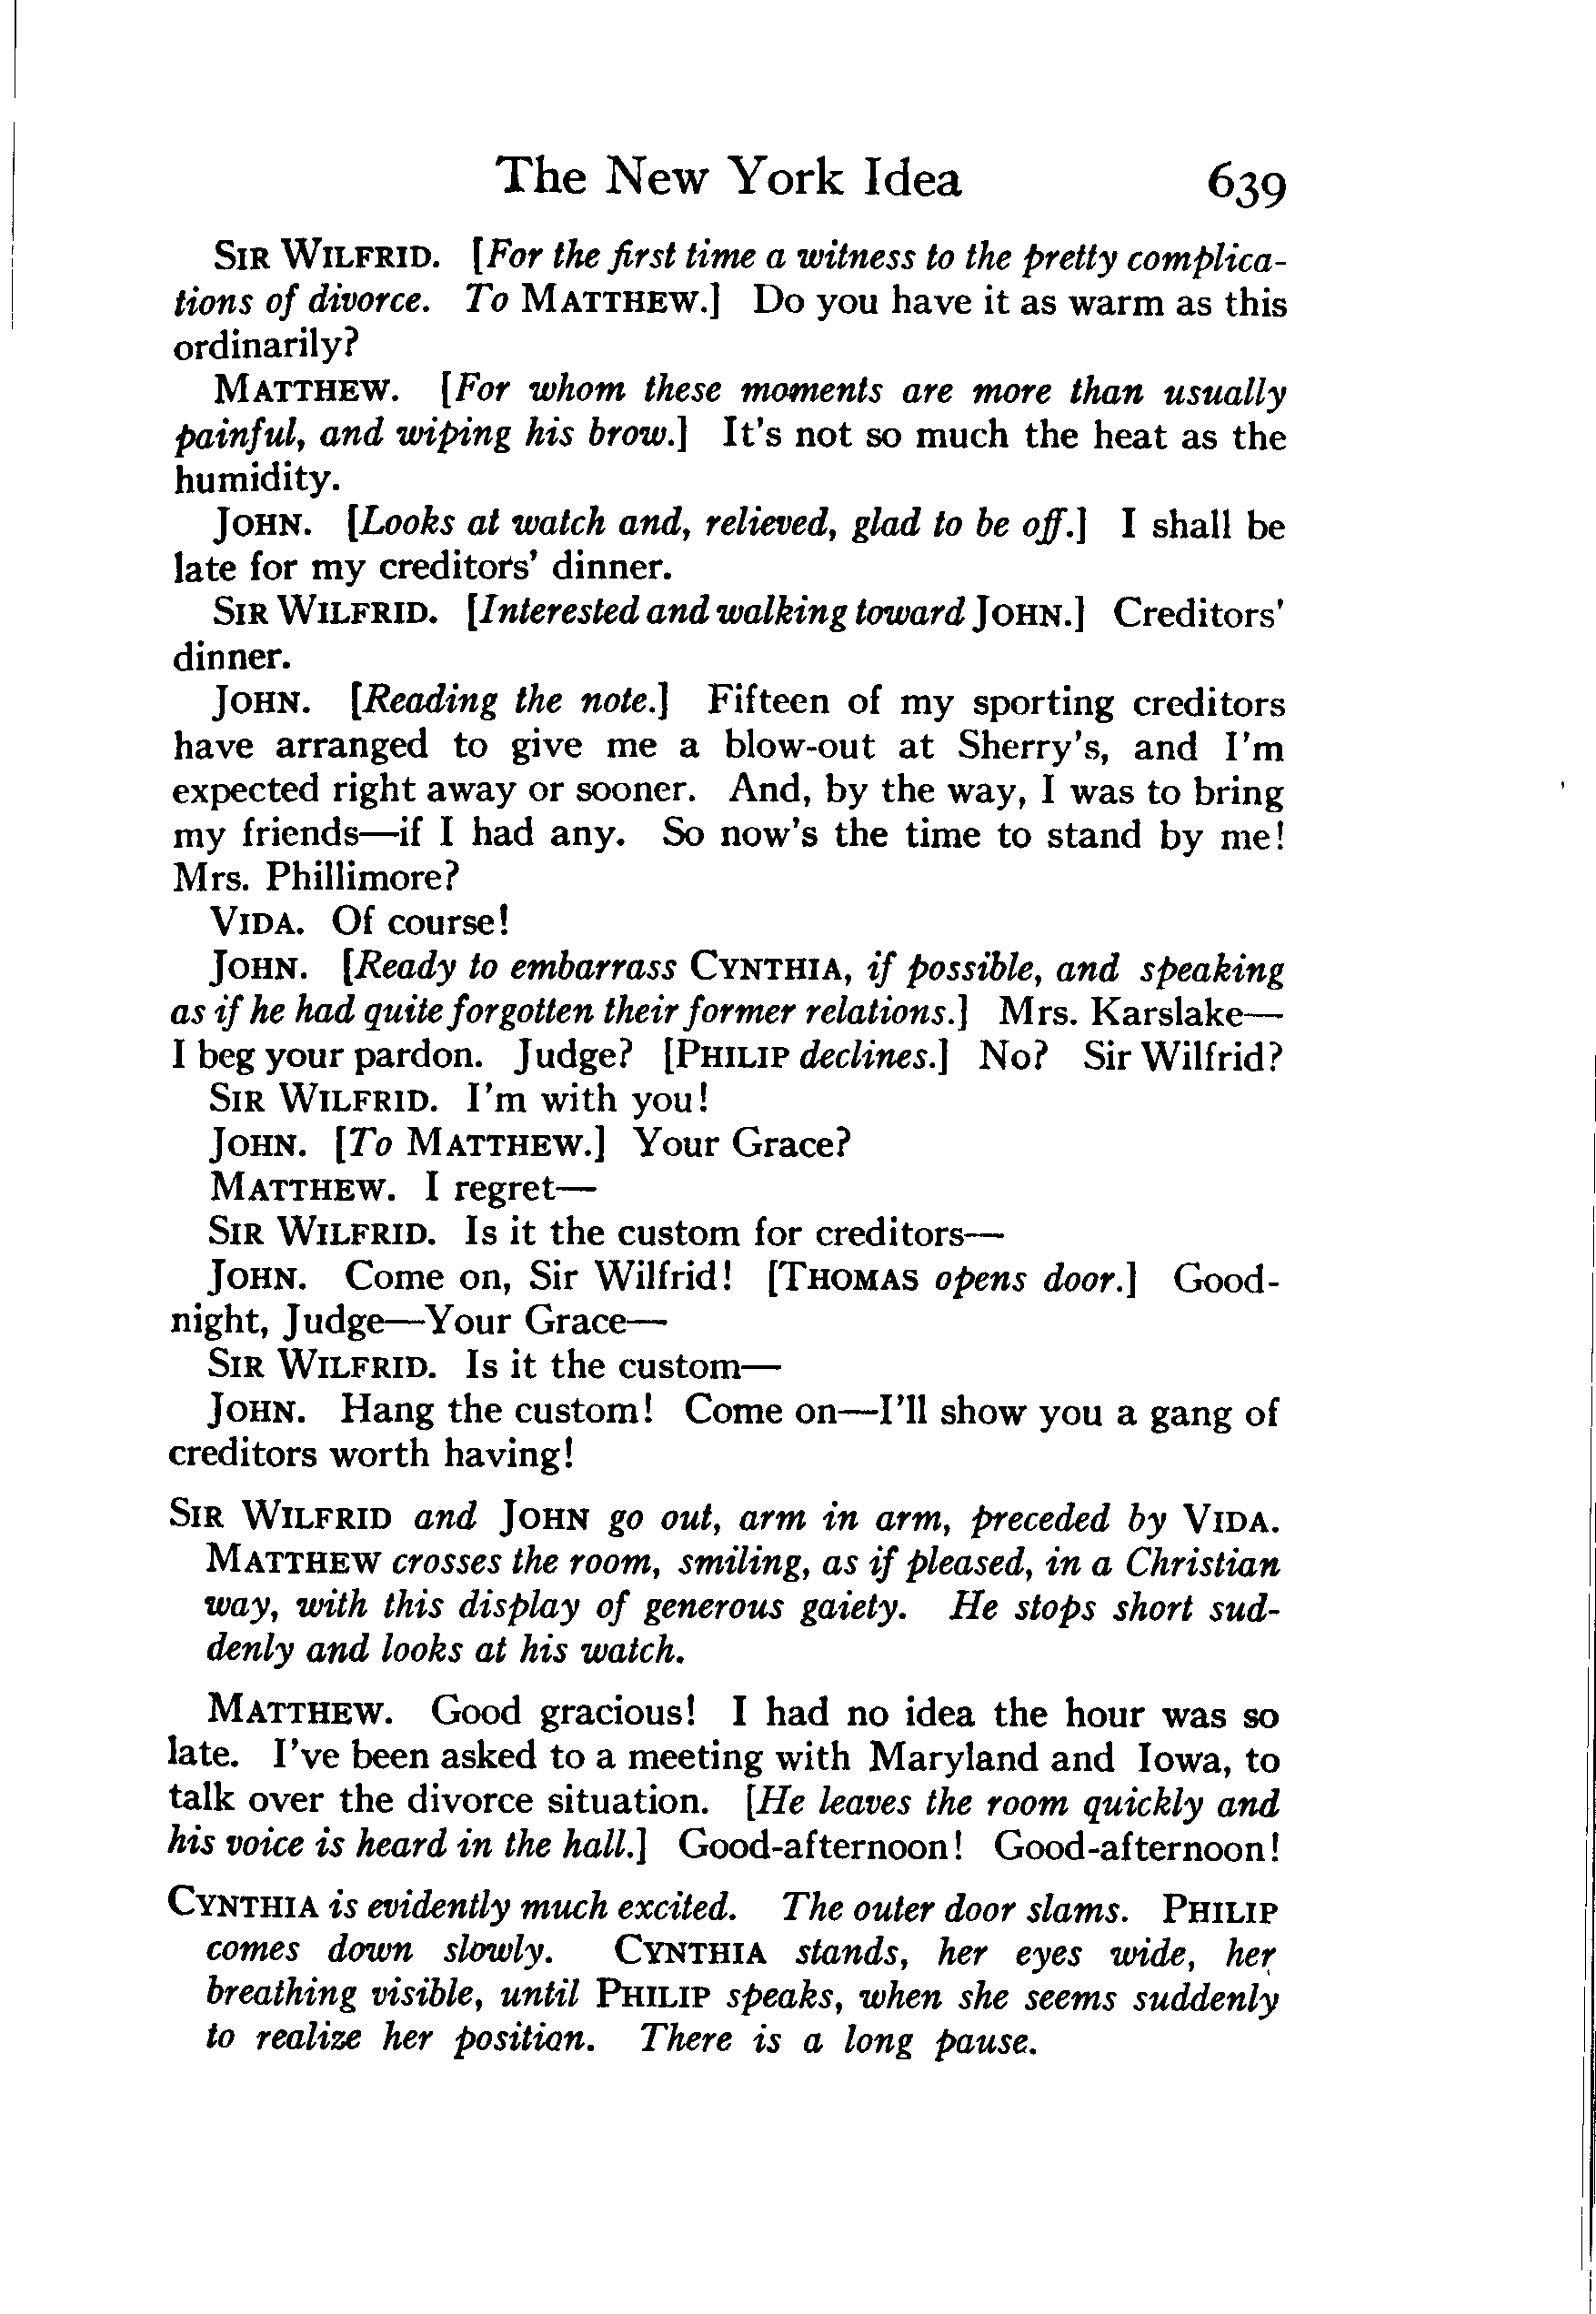 The New York Idea 639
SIR WILFRID. [For the first time a witness to the pretty complica-
tions of divorce. To MATTHEW.] Do you have it as warm as this
ordinarily?
MATTHEW. [For whom these moments are more than usually
painful, and wiping his brow.] It's not so much the heat as the
humidity.
JOHN. [Looks at watch and, relieved, glad to be off.] I shall be
late for my creditors' dinner.
SIR WILFRID. [Interested and walking toward JOHN.] Creditors'
dinner.
JOHN. [Reading the note.] Fifteen of my sporting creditors
have arranged to give me a blow-out at Sherry's, and I'm
expected right away or sooner. And, by the way, I was to bring
my friends—if I had any. So now's the time to stand by me!
Mrs. Phillimore?
VIDA. Of course!
JOHN. [Ready to embarrass CYNTHIA, if possible, and speaking
as if he had quite forgotten their former relations.] Mrs. Karslake—
I beg your pardon. Judge? [PHILIP declines.] No? Sir Wilfrid?
SIR WILFRID. I'm with you!
JOHN. [To MATTHEW.] Your Grace?
MATTHEW. I regret—
SIR WILFRID. Is it the custom for creditors—
JOHN. Come on, Sir Wilfrid! [THOMAS opens door.] Good-
night, Judge—Your Grace—
SIR WILFRID. Is it the custom—
JOHN. Hang the custom! Come on—I'll show you a gang of
creditors worth having!
SIR WILFRID and JOHN go out, arm in arm, preceded by VIDA.
MATTHEW crosses the room, smiling, as if pleased, in a Christian
way, with this display of generous gaiety. He stops short sud-
denly and looks at his watch.
MATTHEW. Good gracious! I had no idea the hour was so
late. I've been asked to a meeting with Maryland and Iowa, to
talk over the divorce situation. [He leaves the room quickly and
his voice is heard in the hall.] Good-afternoon! Good-afternoon!
CYNTHIA is evidently much excited. The outer door slams. PHILIP
comes down slowly. CYNTHIA stands, her eyes wide, her
breathing visible, until PHILIP speaks, when she seems suddenly
to realize her position. There is a long pause.